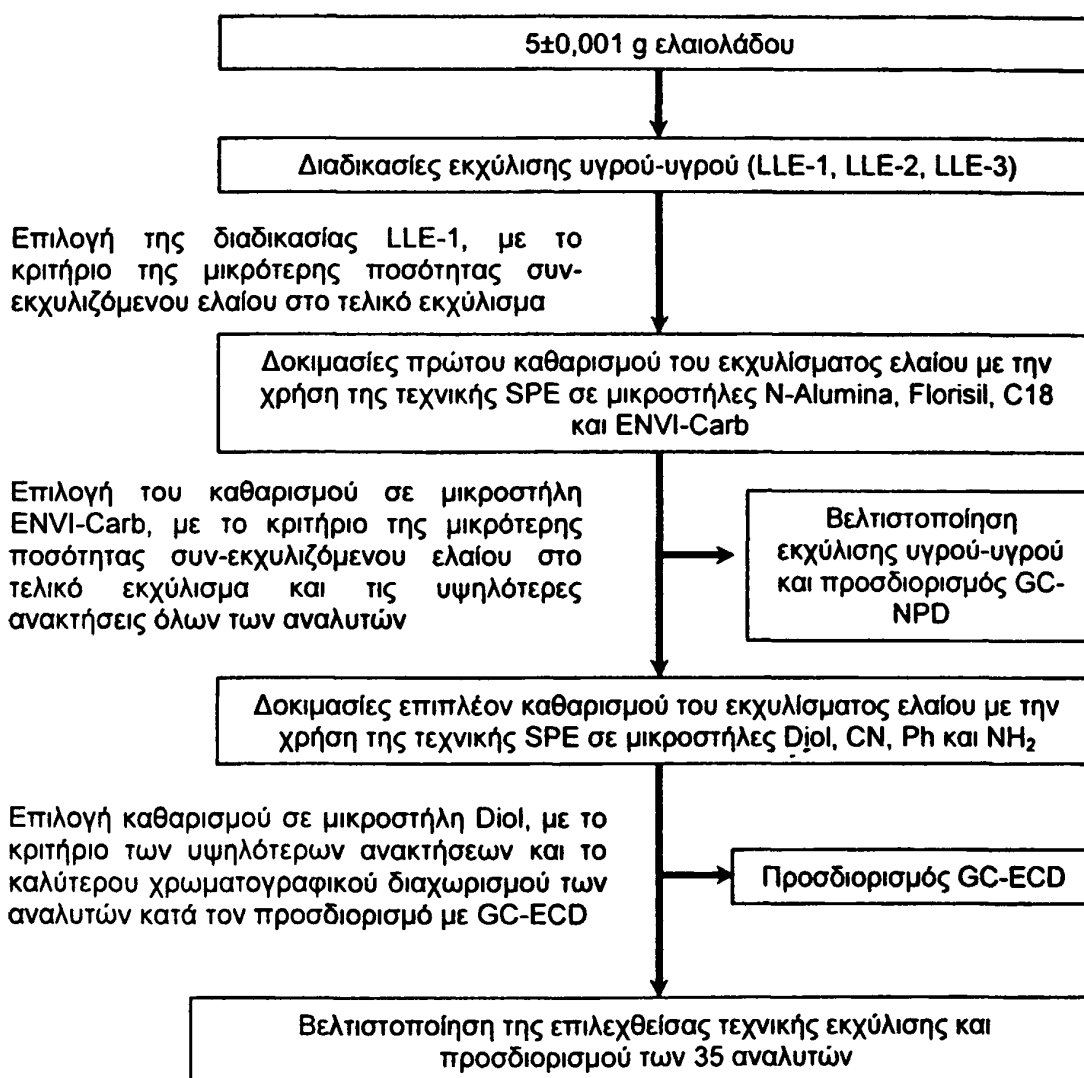 5±0,001 g ελαιολάδου
Διαδικασίες εκχύλισης υγρού-υγρού (LLE-1, LLE-2, LLE-3)
Επιλογή της διαδικασίας LLE-1, με το
κριτήριο της μικρότερης ποσότητας συν-
εκχυλιζόμενου ελαίου στο τελικό εκχύλισμα
Δοκιμασίες πρώτου καθαρισμού του εκχυλίσματος ελαίου με την
χρήση της τεχνικής SPE σε μικροστήλες N-Alumina, Florisil, C18
και ENVI-Carb
Επιλογή του καθαρισμού σε μικροστήλη
ENVI-Carb, με το κριτήριο της μικρότερης
ποσότητας συν-εκχυλιζόμενου ελαίου στο
τελικό εκχύλισμα και τις υψηλότερες
ανακτήσεις όλων των αναλυτών
Βελτιστοποίηση
εκχύλισης υγρού-υγρού
και προσδιορισμός GC-
NPD
Δοκιμασίες επιπλέον καθαρισμού του εκχυλίσματος ελαίου με την
χρήση της τεχνικής SPE σε μικροστήλες Diol, CN, Ph και NH₂
Επιλογή καθαρισμού σε μικροστήλη Diol, με το
κριτήριο των υψηλότερων ανακτήσεων και το
καλύτερου χρωματογραφικού διαχωρισμού των
αναλυτών κατά τον προσδιορισμό με GC-ECD
Προσδιορισμός GC-ECD
Βελτιστοποίηση της επιλεχθείσας τεχνικής εκχύλισης και
προσδιορισμού των 35 αναλυτών